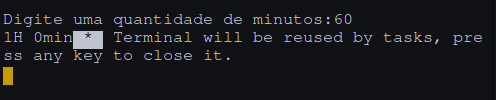 Digite uma quantidade de minutos:60
1H 0min * Terminal will be reused by tasks, pre
ss any key to close it.